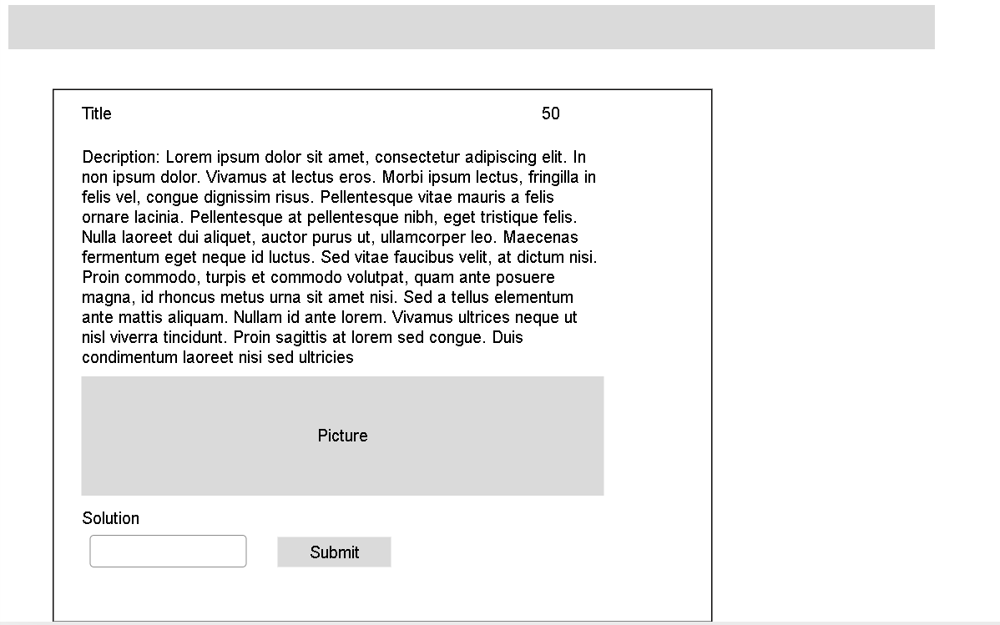 Title 50
Decription: Lorem ipsum dolor sit amet, consectetur adipiscing elit. In
non ipsum dolor. Vivamus at lectus eros. Morbi ipsum lectus, fringilla in
felis vel, congue dignissim risus. Pellentesque vitae mauris a felis
ornare lacinia. Pellentesque at pellentesque nibh, eget tristique felis.
Nulla laoreet dui aliquet, auctor purus ut, ullamcorper leo. Maecenas
fermentum eget neque id luctus. Sed vitae faucibus velit, at dictum nisi.
Proin commodo, turpis et commodo volutpat, quam ante posuere
magna, id rhoncus metus urna sit amet nisi. Sed a tellus elementum
ante mattis aliquam. Nullam id ante lorem. Vivamus ultrices neque ut
nisl viverra tincidunt. Proin sagittis at lorem sed congue. Duis
condimentum laoreet nisi sed ultricies
Picture
Solution
Submit